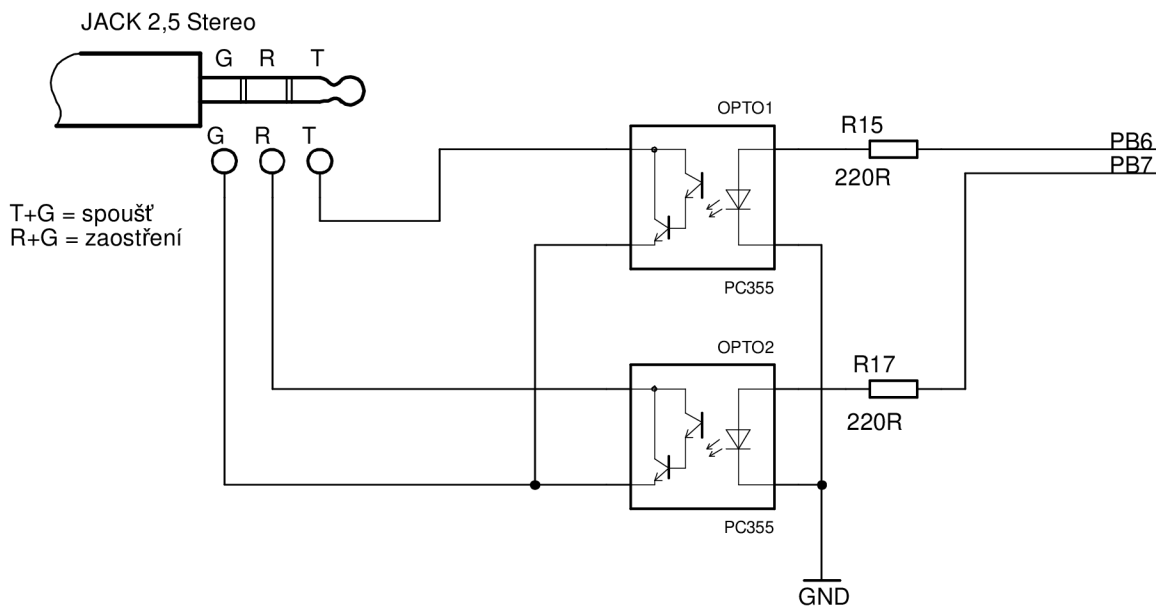 JACK 2,5 Stereo
G R T
G R T
T+G = spoušť
R+G = zaostření
OPTO1
PC355
R15
220R
PB6
PB7
OPTO2
PC355
R17
220R
GND